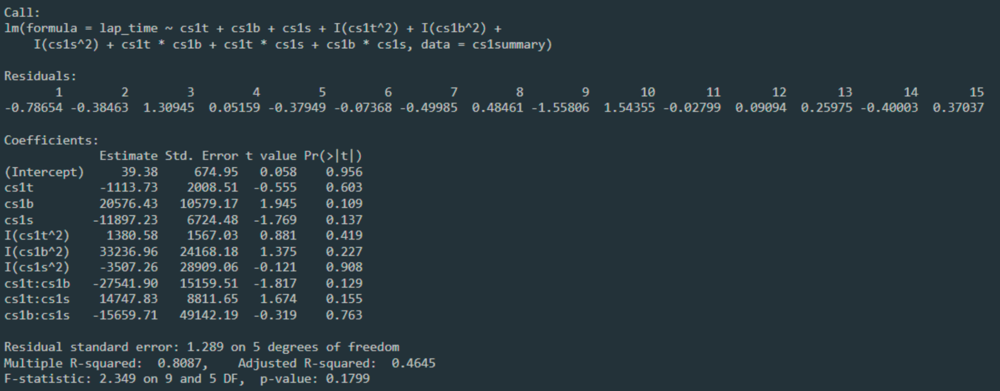 Call:
lm(formula = lap_time ~ cs1t + cs1b + cs1s + I(cs1t^2) + I(cs1b^2) +
    I(cs1s^2) + cs1t * cs1b + cs1t * cs1s + cs1b * cs1s, data = cs1summary)
Residuals:
       1        2        3        4        5        6        7        8        9       10       11       12       13       14       15
-0.78654 -0.38463  1.30945  0.05159 -0.37949 -0.07368 -0.49985  0.48461 -1.55806  1.54355 -0.02799  0.09094  0.25975 -0.40003  0.37037
Coefficients:
            Estimate Std. Error t value Pr(>|t|)
(Intercept)     39.38     674.95   0.058    0.956
cs1t         -1113.73    2008.51  -0.555    0.603
cs1b         20576.43   10579.17   1.945    0.109
cs1s        -11897.23    6724.48  -1.769    0.137
I(cs1t^2)     1380.58    1567.03   0.881    0.419
I(cs1b^2)    33236.96   24168.18   1.375    0.227
I(cs1s^2)    -3507.26   28909.06  -0.121    0.908
cs1t:cs1b   -27541.90   15159.51  -1.817    0.129
cs1t:cs1s    14747.83    8811.65   1.674    0.155
cs1b:cs1s   -15659.71   49142.19  -0.319    0.763
Residual standard error: 1.289 on 5 degrees of freedom
Multiple R-squared:  0.8087,    Adjusted R-squared:  0.4645
F-statistic: 2.349 on 9 and 5 DF,  p-value: 0.1799